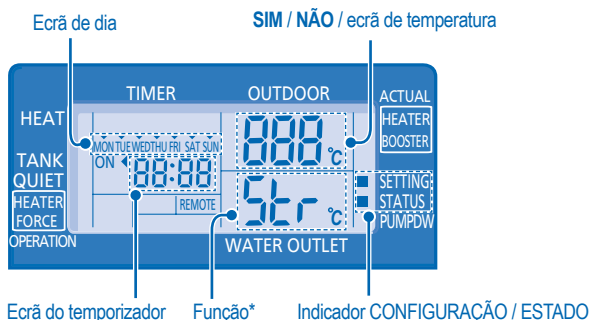 Ecrã de dia
SIM / NÃO / ecrã de temperatura
TIMER
OUTDOOR
ACTUAL
HEAT
HEATER
BOOSTER
888 °C
MON TUE WED THU FRI SAT SUN
ON
88:88
TANK
QUIET
SETTING
STATUS
HEATER
FORCE
REMOTE
Str °C
PUMPDW
OPERATION
WATER OUTLET
Ecrã do temporizador
Função*
Indicador CONFIGURAÇÃO / ESTADO